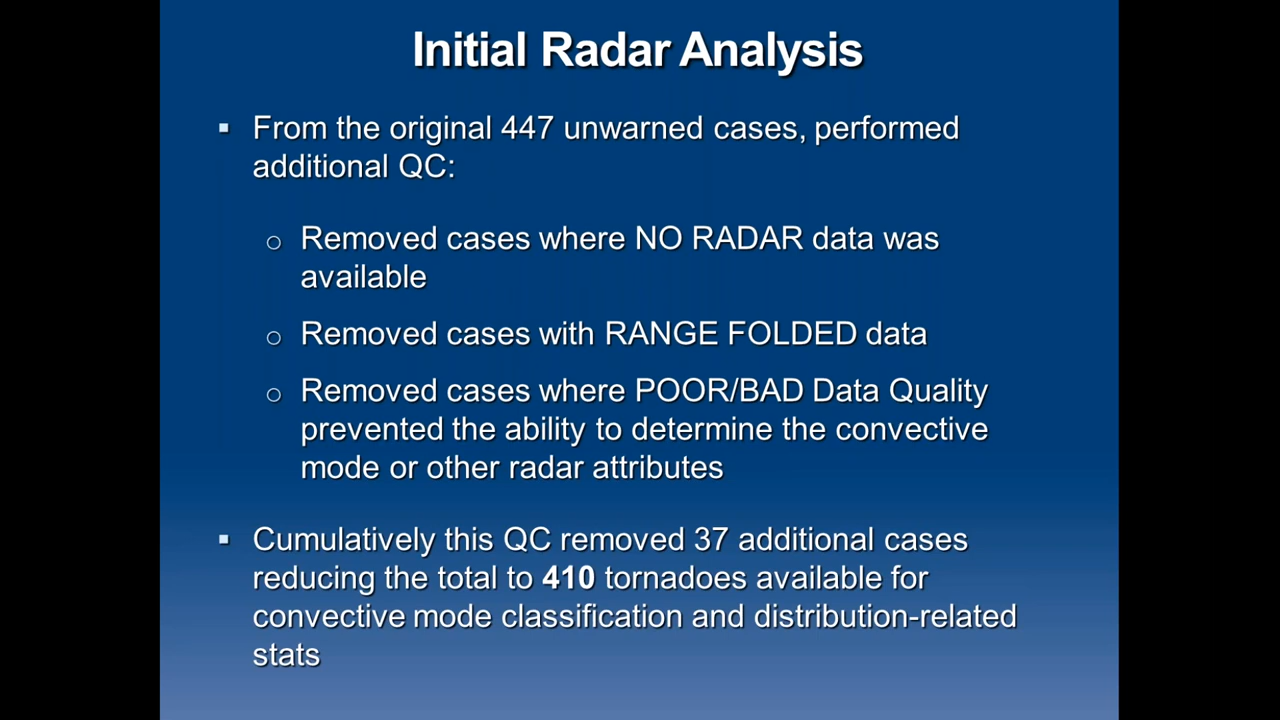 Initial Radar Analysis
▪ From the original 447 unwarned cases, performed
additional QC:
o Removed cases where NO RADAR data was
available
o Removed cases with RANGE FOLDED data
o Removed cases where POOR/BAD Data Quality
prevented the ability to determine the convective
mode or other radar attributes
▪ Cumulatively this QC removed 37 additional cases
reducing the total to 410 tornadoes available for
convective mode classification and distribution-related
stats